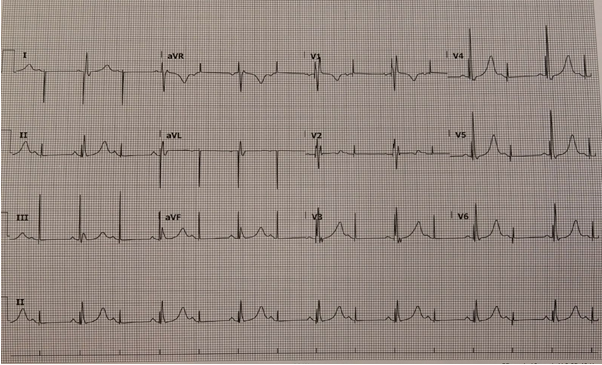 I aVR V1 V4
II aVL V2 V5
III aVF V3 V6
II